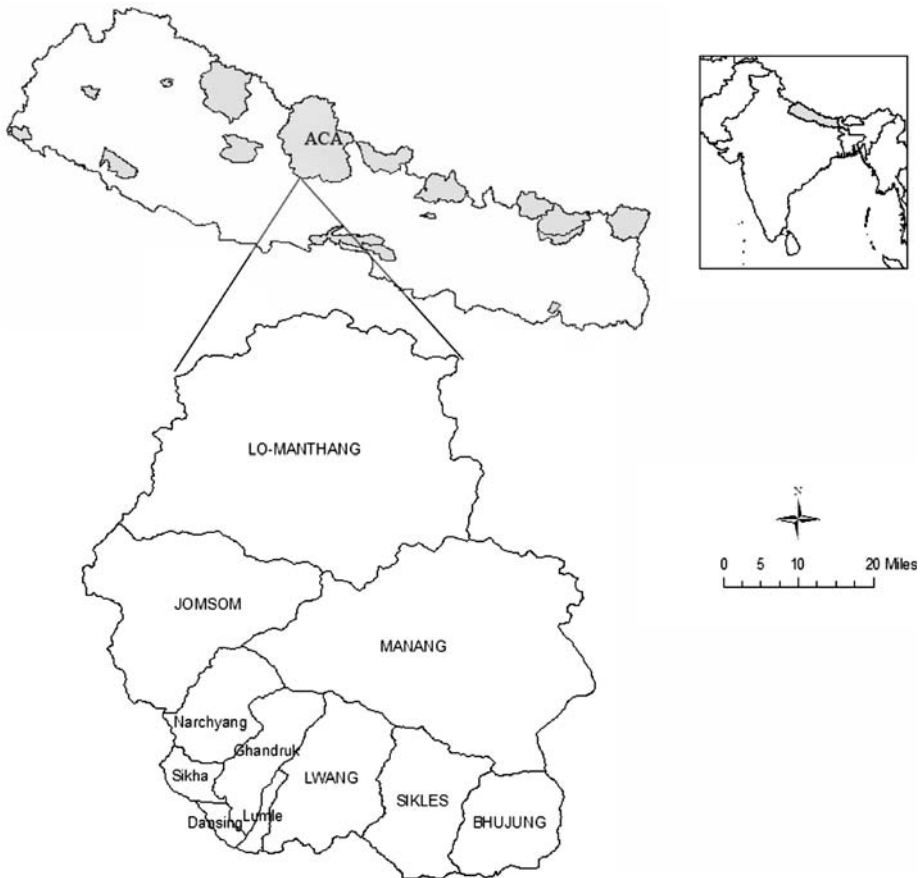 ACA
LO-MANTHANG
N
0 5 10 20 Miles
JOMSOM
MANANG
Narchyang
Ghandruk
Sikha
LWANG
SIKLES
Dansing
Lumle
BHUJUNG